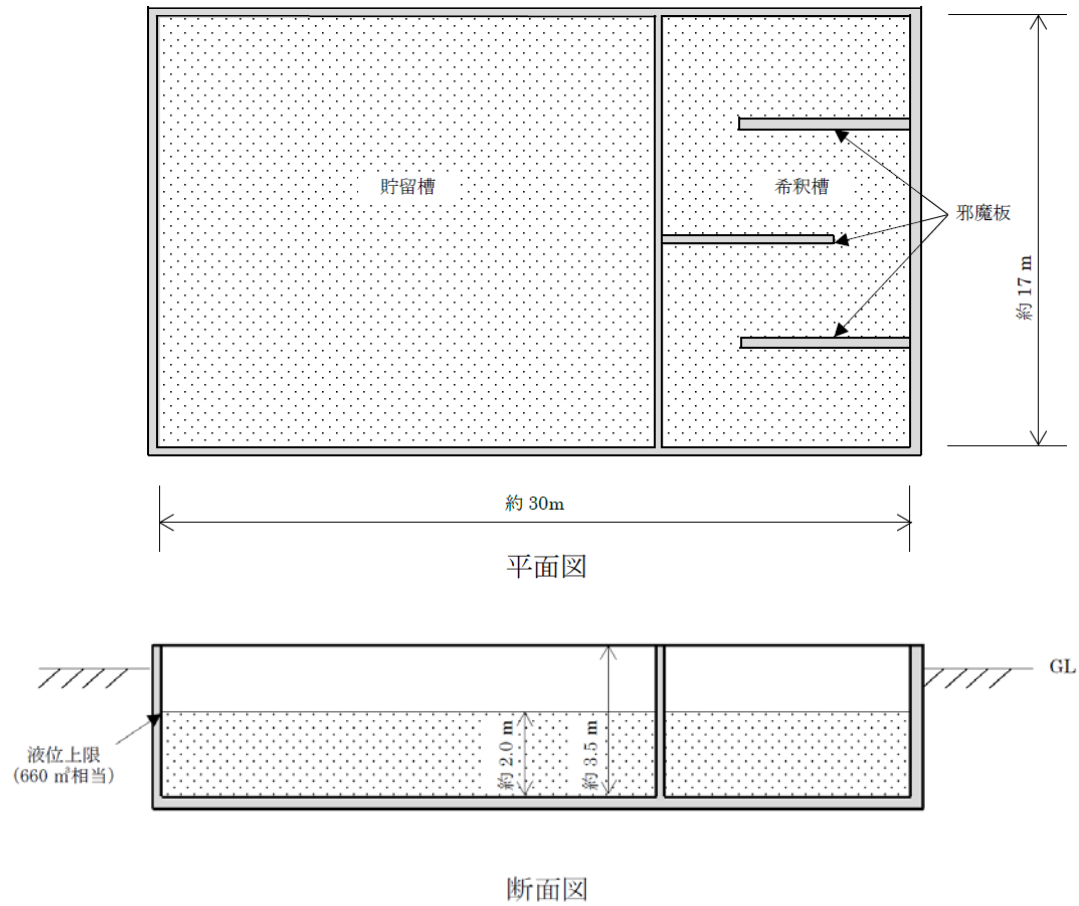 貯留槽
希釈槽
邪魔板
約 17 m
約 30m
平面図
GL
液位上限
(660 ㎥相当)
約 2.0 m
約 3.5 m
断面図